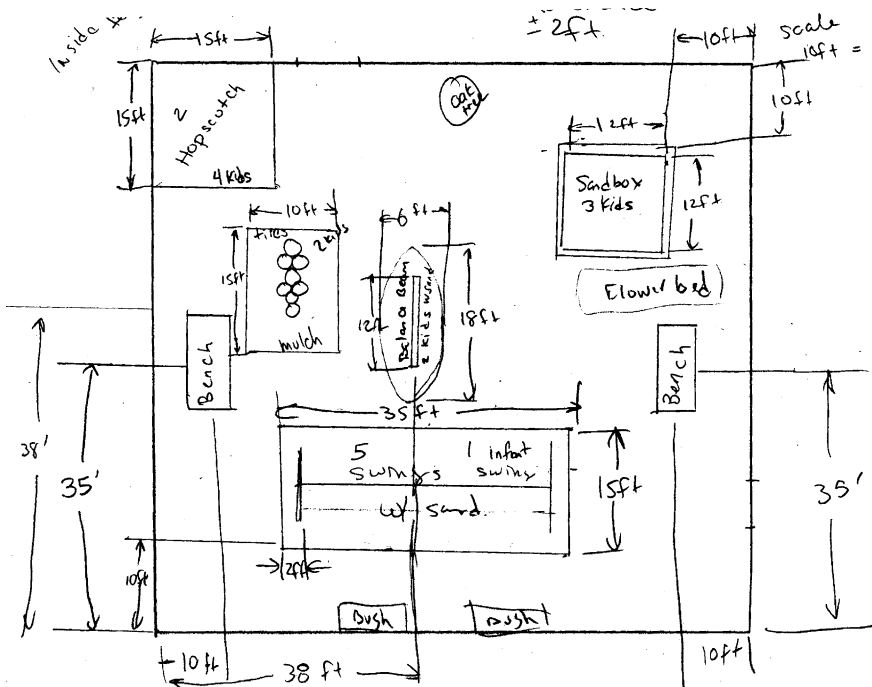 Inside
15ft
± 2ft
10ft
Scale
10ft =
15ft
2
Hopscotch
4 Kids
Oak
tree
10ft
12ft
Sandbox
3 Kids
12ft
10ft
tires
2 kids
6 ft
15ft
12ft
Balance Beam
2 Kids w sand
18ft
Flower bed
mulch
Bench
Bench
35 ft
38'
35'
5
Swings
1 infant
swing
w/ sand
15ft
35'
10ft
2ft
Bush
Bush
10ft
38 ft
10ft